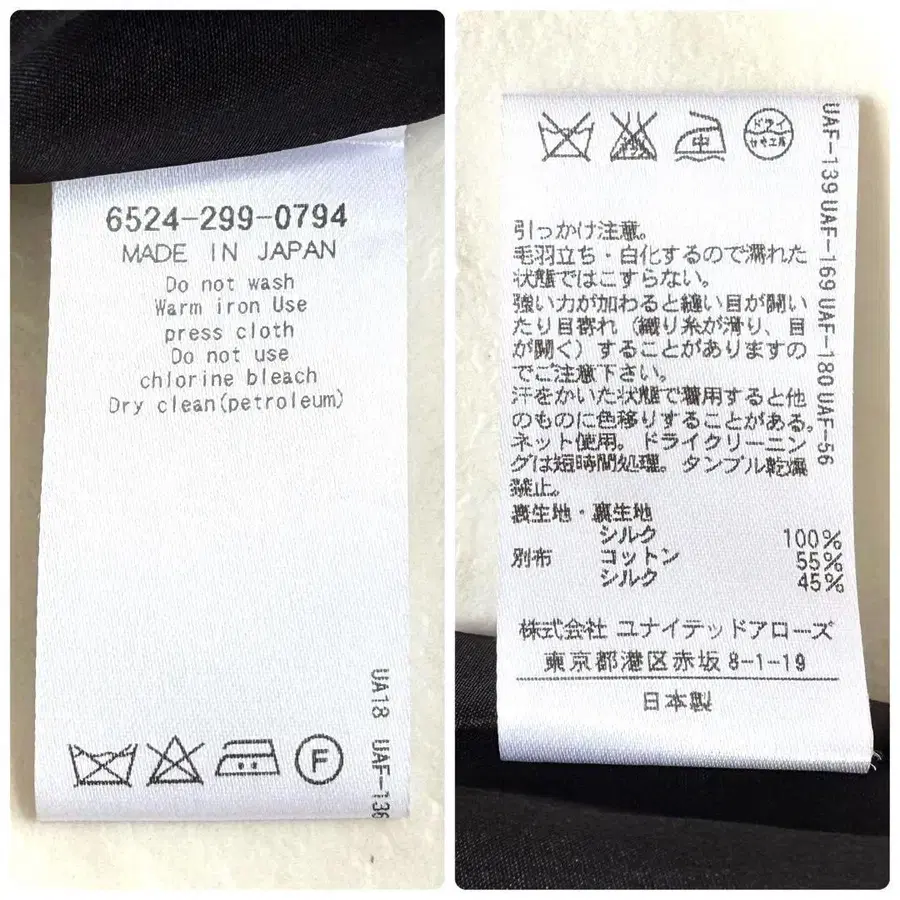 6524-299-0794
MADE IN JAPAN
Do not wash
Warm iron Use
press cloth
Do not use
chlorine bleach
Dry clean(petroleum)
F
UA18 UAF-136
中
ドライ
セキユ系
引っかけ注意。
毛羽立ち・白化するので濡れた
状態ではこすらない。
強い力が加わると縫い目が開い
たり目寄れ(織り糸が滑り、目
が開く)することがありますの
でご注意下さい。
汗をかいた状態で着用すると他
のものに色移りすることがある。
ネット使用。ドライクリーニン
グは短時間処理。タンブル乾燥
禁止。
表生地・裏生地
シルク 100%
別布 コットン 55%
シルク 45%
株式会社 ユナイテッドアローズ
東京都港区赤坂 8-1-19
日本製
UAF-139 UAF-169 UAF-180 UAF-56